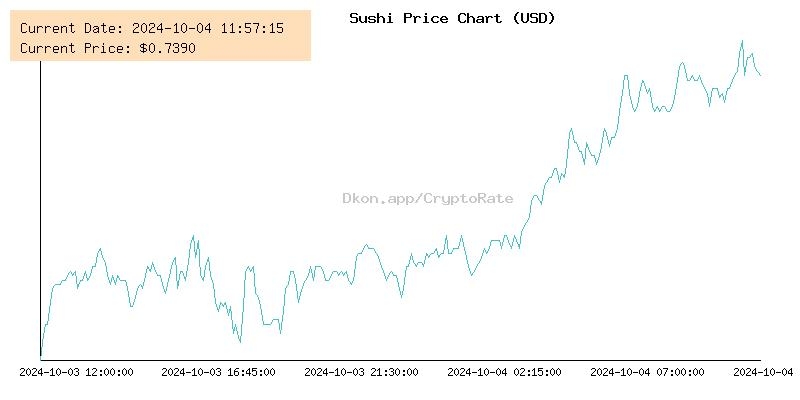 Sushi Price Chart (USD)
Current Date: 2024-10-04 11:57:15
Current Price: $0.7390
Dkon.app/CryptoRate
2024-10-03 12:00:00 2024-10-03 16:45:00 2024-10-03 21:30:00 2024-10-04 02:15:00 2024-10-04 07:00:00 2024-10-04